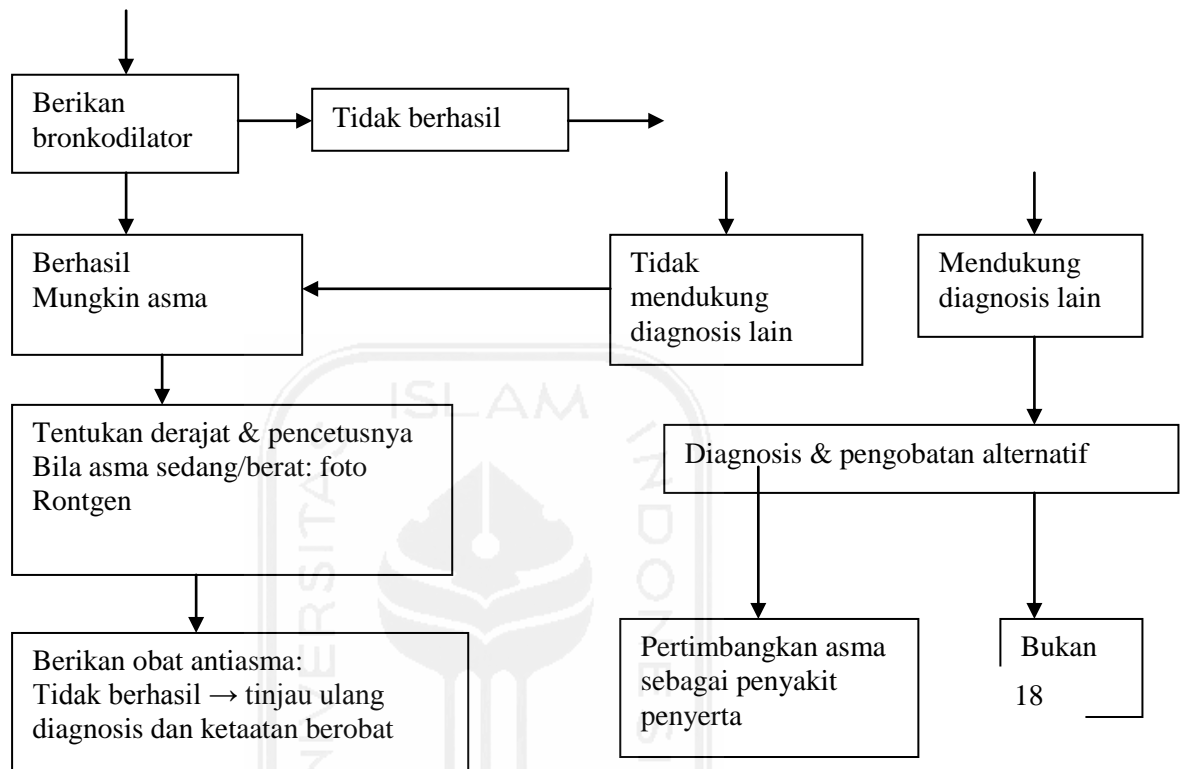 Berikan
bronkodilator
Tidak berhasil
Berhasil
Mungkin asma
Tidak
mendukung
diagnosis lain
Mendukung
diagnosis lain
Tentukan derajat & pencetusnya
Bila asma sedang/berat: foto
Rontgen
Diagnosis & pengobatan alternatif
Berikan obat antiasma:
Tidak berhasil → tinjau ulang
diagnosis dan ketaatan berobat
Pertimbangkan asma
sebagai penyakit
penyerta
Bukan
18
ISLAM